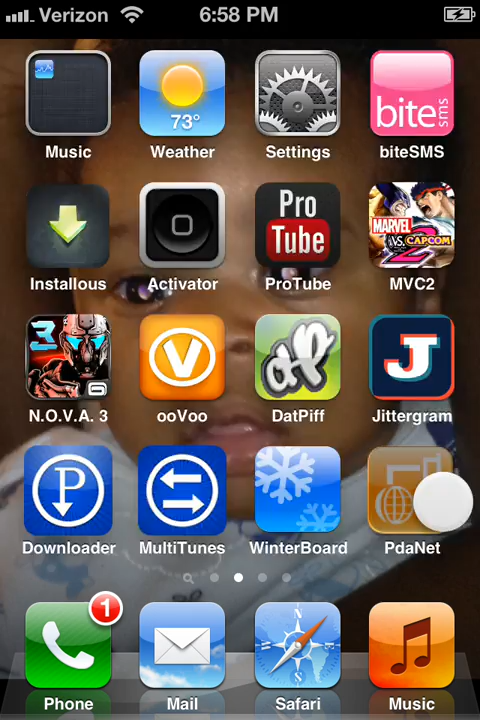 Verizon 6:58 PM
73°
Music Weather Settings biteSMS
bite sms
Pro
Tube
MARVEL
VS. CAPCOM
2
Installous Activator ProTube MVC2
3
V
dP
J
N.O.V.A. 3 ooVoo DatPiff Jittergram
P
Downloader MultiTunes WinterBoard PdaNet
1
Phone Mail Safari Music